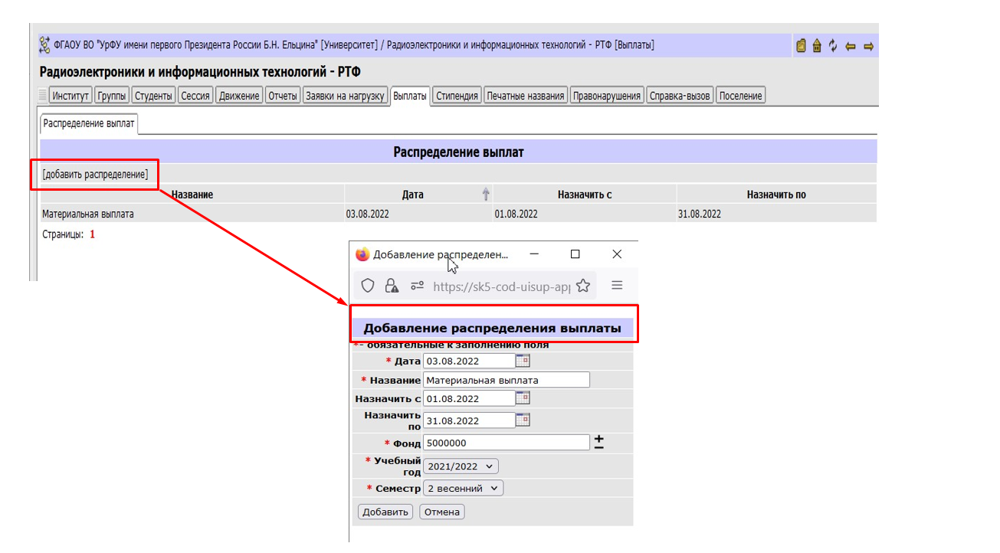 ФГАОУ ВО "УрФУ имени первого Президента России Б.Н. Ельцина" [Университет] / Радиоэлектроники и информационных технологий - РТФ [Выплаты]
Радиоэлектроники и информационных технологий - РТФ
Институт Группы Студенты Сессия Движение Отчеты Заявки на нагрузку Выплаты Стипендия Печатные названия Правонарушения Справка-вызов Поселение
Распределение выплат
Распределение выплат
[добавить распределение]
Название Дата Назначить с Назначить по
Материальная выплата 03.08.2022 01.08.2022 31.08.2022
Страницы: 1
Добавление распределен...
https://sk5-cod-uisup-app
Добавление распределения выплаты
*- обязательные к заполнению поля
* Дата 03.08.2022
* Название Материальная выплата
Назначить с 01.08.2022
Назначить
по 31.08.2022
* Фонд 5000000
* Учебный
год 2021/2022
* Семестр 2 весенний
Добавить Отмена